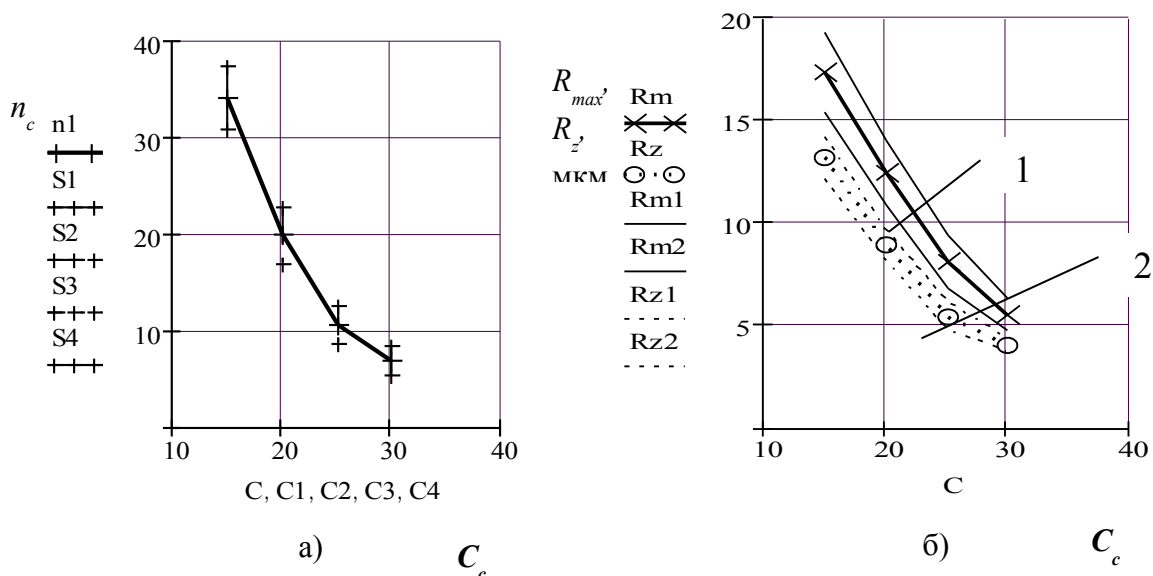 40
30
20
10
10 20 30 40
n_c
n1
S1
S2
S3
S4
C, C1, C2, C3, C4
а)
C_c
20
15
10
5
10 20 30 40
R_max,
R_z,
мкм
Rm
Rz
Rm1
Rm2
Rz1
Rz2
1
2
C
б)
C_c